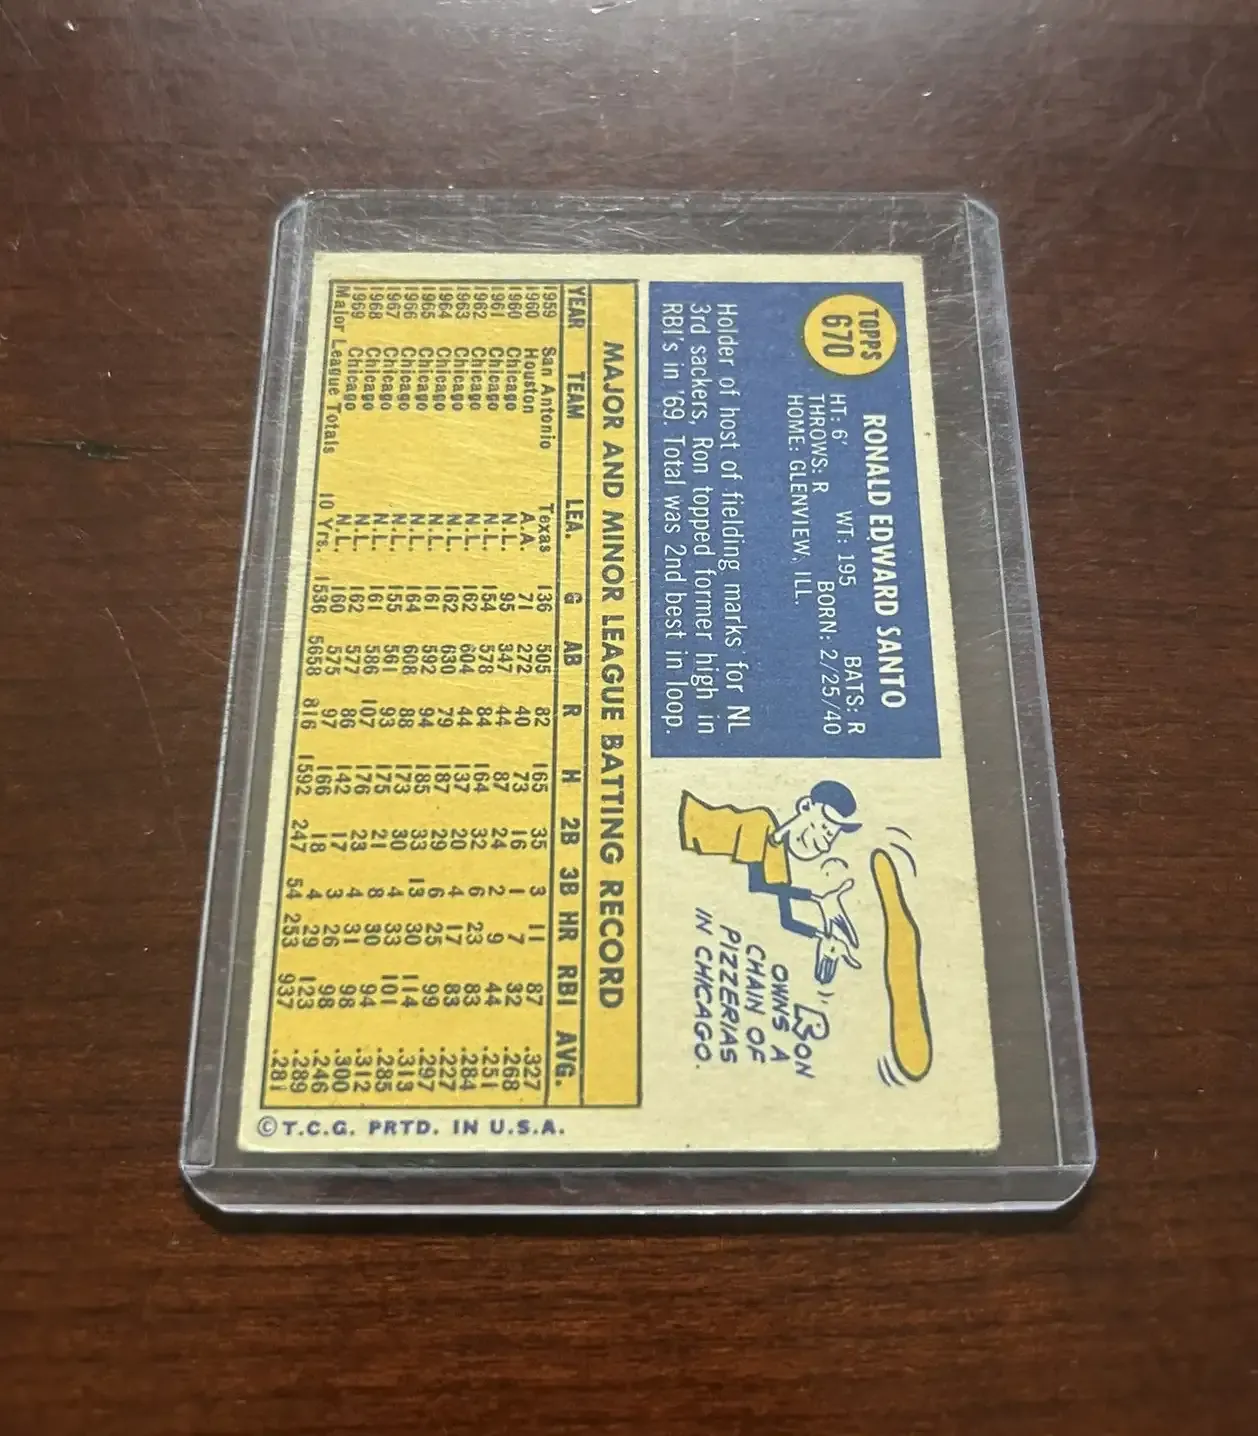 TOPPS
670
RONALD EDWARD SANTO
HT: 6' WT: 195 BATS: R
THROWS: R BORN: 2/25/40
HOME: GLENVIEW, ILL.
Holder of host of fielding marks for NL
3rd sackers, Ron topped former high in
RBI's in '69. Total was 2nd best in loop.
RON
OWNS A
CHAIN OF
PIZZERIAS
IN CHICAGO.
MAJOR AND MINOR LEAGUE BATTING RECORD
YEAR TEAM LEA. G AB R H 2B 3B HR RBI AVG.
1959 San Antonio Texas 136 505 82 165 35 3 11 87 .327
1960 Houston A.A. 71 272 40 73 16 1 7 32 .268
1960 Chicago N.L. 95 347 44 87 24 2 9 44 .251
1961 Chicago N.L. 154 578 84 164 32 6 23 83 .284
1962 Chicago N.L. 162 604 44 137 20 4 17 83 .227
1963 Chicago N.L. 162 630 79 187 29 6 25 99 .297
1964 Chicago N.L. 161 592 94 185 33 13 30 114 .313
1965 Chicago N.L. 164 608 88 173 30 4 33 101 .285
1966 Chicago N.L. 155 561 93 175 21 8 30 94 .312
1967 Chicago N.L. 161 586 107 176 23 4 31 98 .300
1968 Chicago N.L. 162 577 86 142 17 3 26 98 .246
1969 Chicago N.L. 160 575 97 166 18 4 29 123 .289
Major League Totals 10 Yrs. 1536 5658 816 1592 247 54 253 937 .281
© T.C.G. PRTD. IN U.S.A.